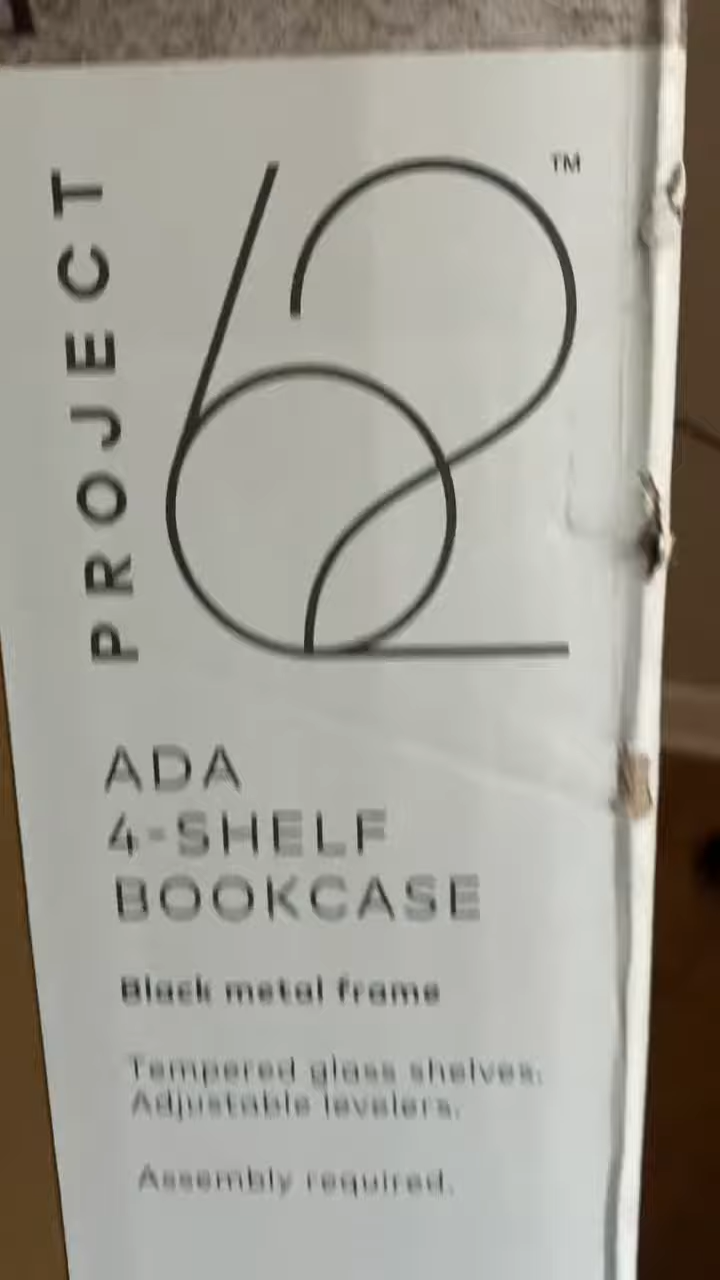 PROJECT
62
TM
ADA
4-SHELF
BOOKCASE
Black metal frame
Tempered glass shelves.
Adjustable levelers.
Assembly required.